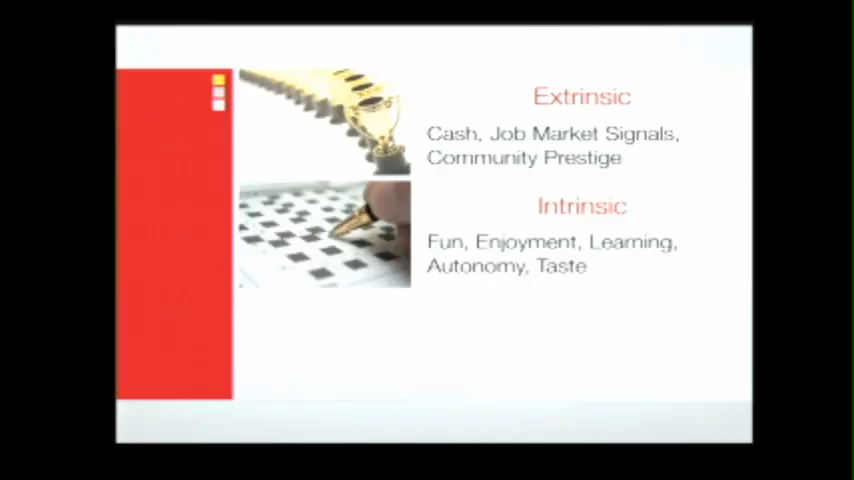 Extrinsic
Cash, Job Market Signals,
Community Prestige
Intrinsic
Fun, Enjoyment, Learning,
Autonomy, Taste